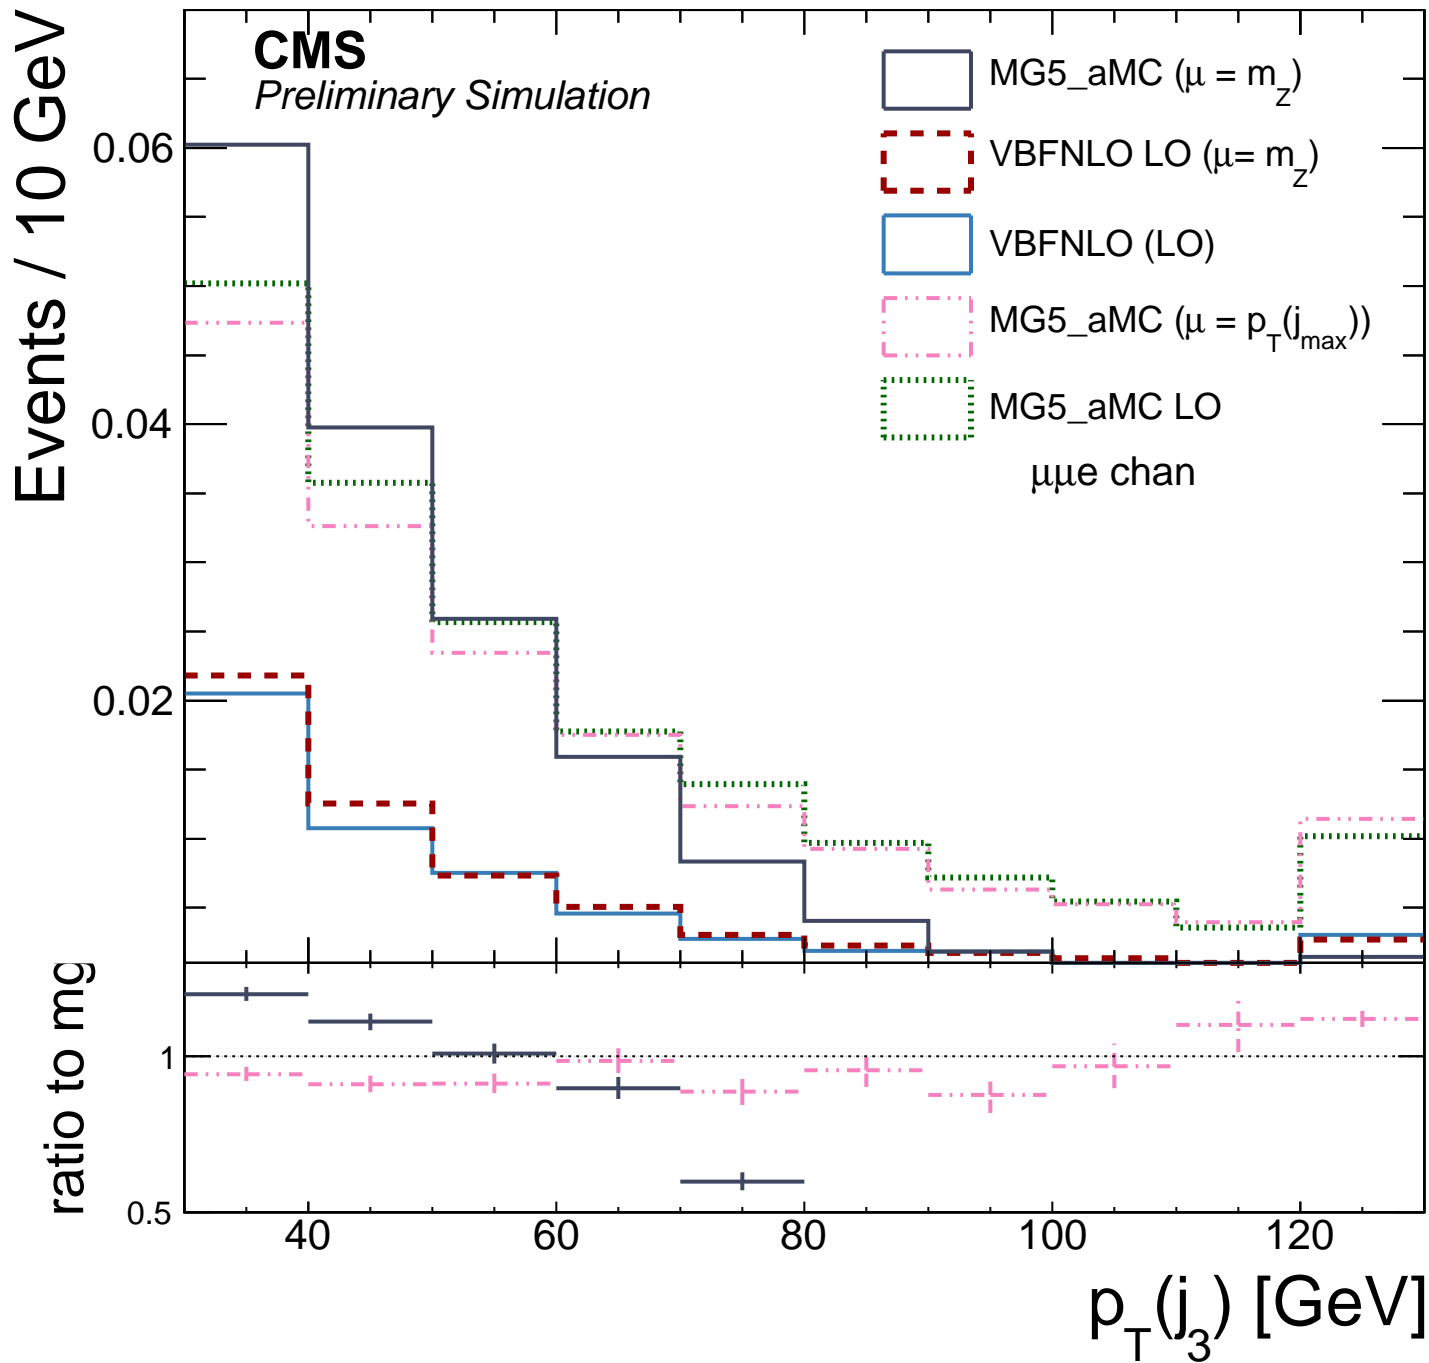 CMS
Preliminary Simulation
MG5_aMC (μ = m_Z)
VBFNLO LO (μ= m_Z)
VBFNLO (LO)
MG5_aMC (μ = p_T(j_max))
MG5_aMC LO
μμe chan
Events / 10 GeV
0.06
0.04
0.02
ratio to mg
1
0.5
40 60 80 100 120
p_T(j_3) [GeV]